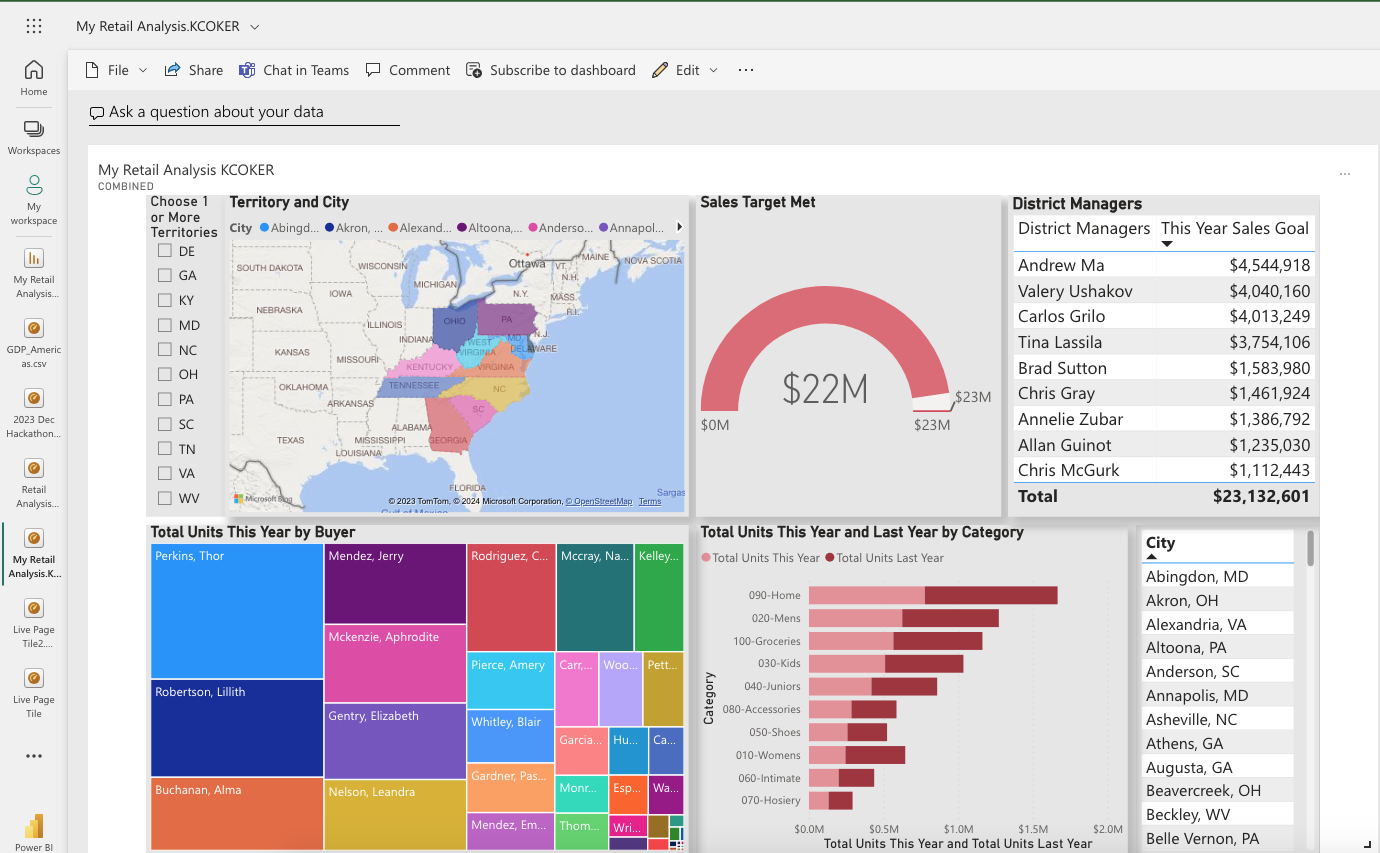 My Retail Analysis.KCOKER
Home
Workspaces
My
workspace
My Retail
Analysis...
GDP_Americ
as.csv
2023 Dec
Hackathon...
Retail
Analysis...
My Retail
Analysis.K...
Live Page
Tile2....
Live Page
Tile
Power BI
File
Share
Chat in Teams
Comment
Subscribe to dashboard
Edit
Ask a question about your data
My Retail Analysis KCOKER
COMBINED
Choose 1
or More
Territories
DE
GA
KY
MD
NC
OH
PA
SC
TN
VA
WV
Territory and City
City Abingd... Akron, ... Alexand... Altoona,... Anderso... Annapol...
SOUTH DAKOTA
WISCONSIN
Ottawa
MAINE
NOVA SCOTIA
VT.
N.H.
MICHIGAN
N.Y.
MASS.
R.I.
IOWA
NEBRASKA
OHIO
PA
ILLINOIS
INDIANA
N.J.
MD
DELAWARE
WEST
VIRGINIA
KANSAS
MISSOURI
KENTUCKY
VIRGINIA
OKLAHOMA
TENNESSEE
NC
ARKANSAS
SC
ALABAMA
TEXAS
MISSISSIPPI
GEORGIA
LOUISIANA
FLORIDA
Sargas
Microsoft Bing
© 2023 TomTom, © 2024 Microsoft Corporation, © OpenStreetMap Terms
Gulf of Mexico
Sales Target Met
$22M
$0M
$23M
$23M
District Managers
District Managers This Year Sales Goal
Andrew Ma $4,544,918
Valery Ushakov $4,040,160
Carlos Grilo $4,013,249
Tina Lassila $3,754,106
Brad Sutton $1,583,980
Chris Gray $1,461,924
Annelie Zubar $1,386,792
Allan Guinot $1,235,030
Chris McGurk $1,112,443
Total $23,132,601
Total Units This Year by Buyer
Perkins, Thor
Robertson, Lillith
Buchanan, Alma
Mendez, Jerry
Mckenzie, Aphrodite
Gentry, Elizabeth
Nelson, Leandra
Rodriguez, C...
Mccray, Na...
Kelley...
Pierce, Amery
Whitley, Blair
Gardner, Pas...
Mendez, Em...
Carr,...
Woo...
Pett...
Garcia...
Hu...
Ca...
Monr...
Esp...
Wa...
Thom...
Wri...
Total Units This Year and Last Year by Category
Total Units This Year Total Units Last Year
Category
090-Home
020-Mens
100-Groceries
030-Kids
040-Juniors
080-Accessories
050-Shoes
010-Womens
060-Intimate
070-Hosiery
$0.0M $0.5M $1.0M $1.5M $2.0M
Total Units This Year and Total Units Last Year
City
Abingdon, MD
Akron, OH
Alexandria, VA
Altoona, PA
Anderson, SC
Annapolis, MD
Asheville, NC
Athens, GA
Augusta, GA
Beavercreek, OH
Beckley, WV
Belle Vernon, PA